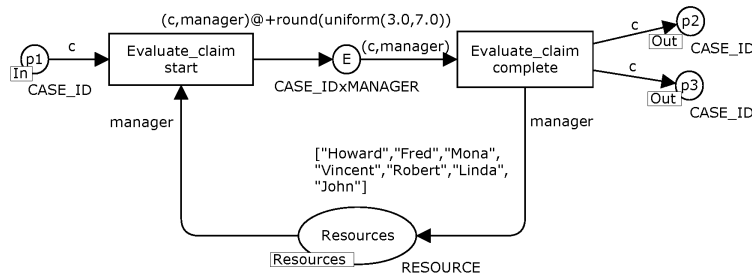 (c,manager)@+round(uniform(3.0,7.0))
p1
In
c
CASE_ID
Evaluate_claim
start
E
(c,manager)
CASE_IDxMANAGER
Evaluate_claim
complete
c
p2
Out
CASE_ID
c
p3
Out
CASE_ID
manager
manager
["Howard","Fred","Mona",
"Vincent","Robert","Linda",
"John"]
Resources
Resources
RESOURCE